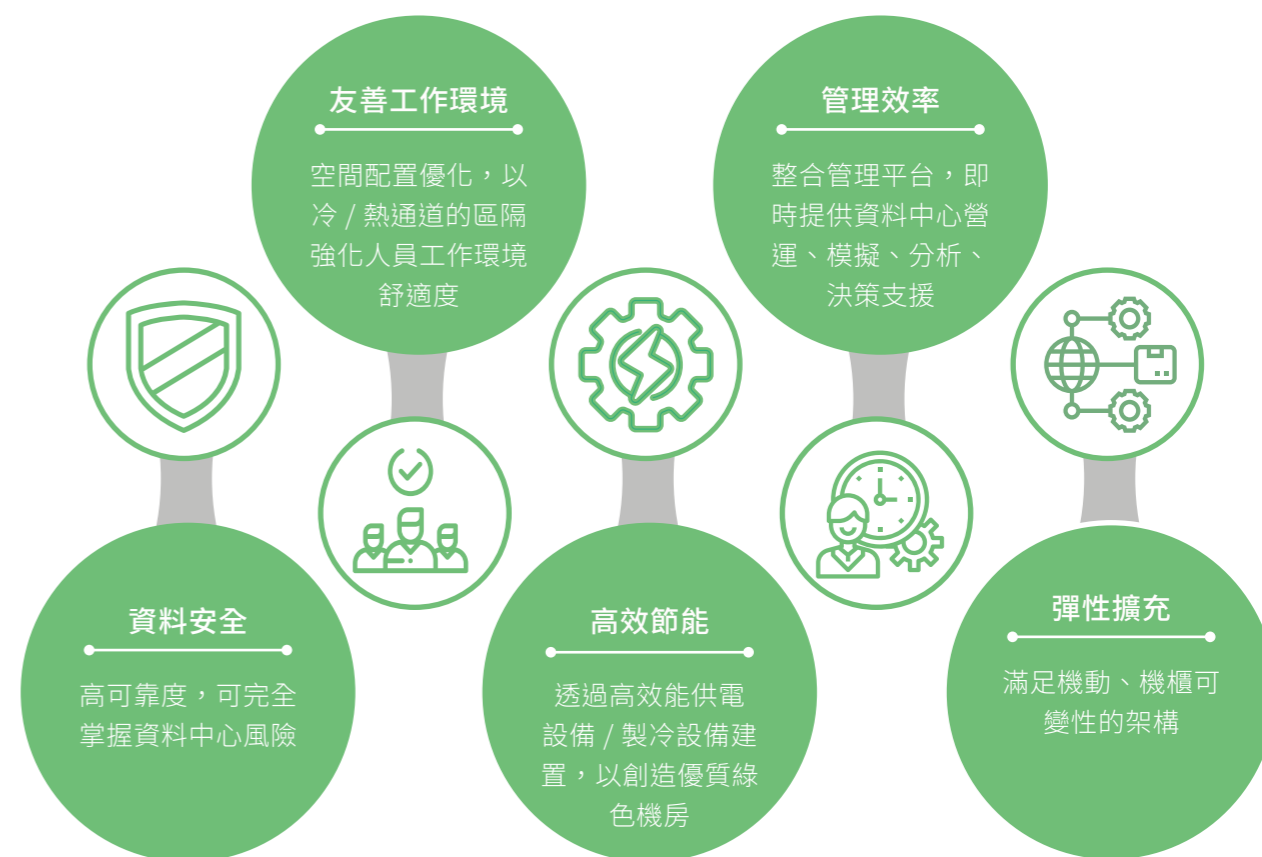 友善工作環境
空間配置優化，以
冷 / 熱通道的區隔
強化人員工作環境
舒適度
管理效率
整合管理平台，即
時提供資料中心營
運、模擬、分析、
決策支援
資料安全
高可靠度，可完全
掌握資料中心風險
高效節能
透過高效能供電
設備 / 製冷設備建
置，以創造優質綠
色機房
彈性擴充
滿足機動、機櫃可
變性的架構